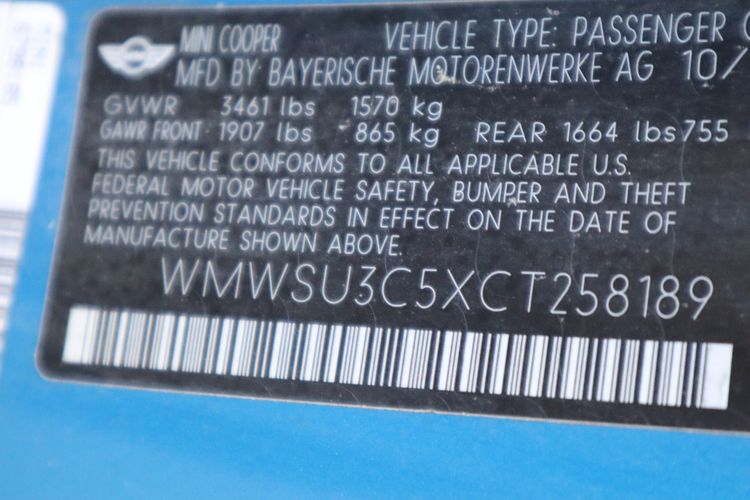 MINI COOPER VEHICLE TYPE: PASSENGER
MFD BY BAYERISCHE MOTORENWERKE AG 10/
GVWR 3461 lbs 1570 kg
GAWR FRONT 1907 lbs 865 kg REAR 1664 lbs 755
THIS VEHICLE CONFORMS TO ALL APPLICABLE U.S.
FEDERAL MOTOR VEHICLE SAFETY, BUMPER AND THEFT
PREVENTION STANDARDS IN EFFECT ON THE DATE OF
MANUFACTURE SHOWN ABOVE.
WMWSU3C5XCT258189